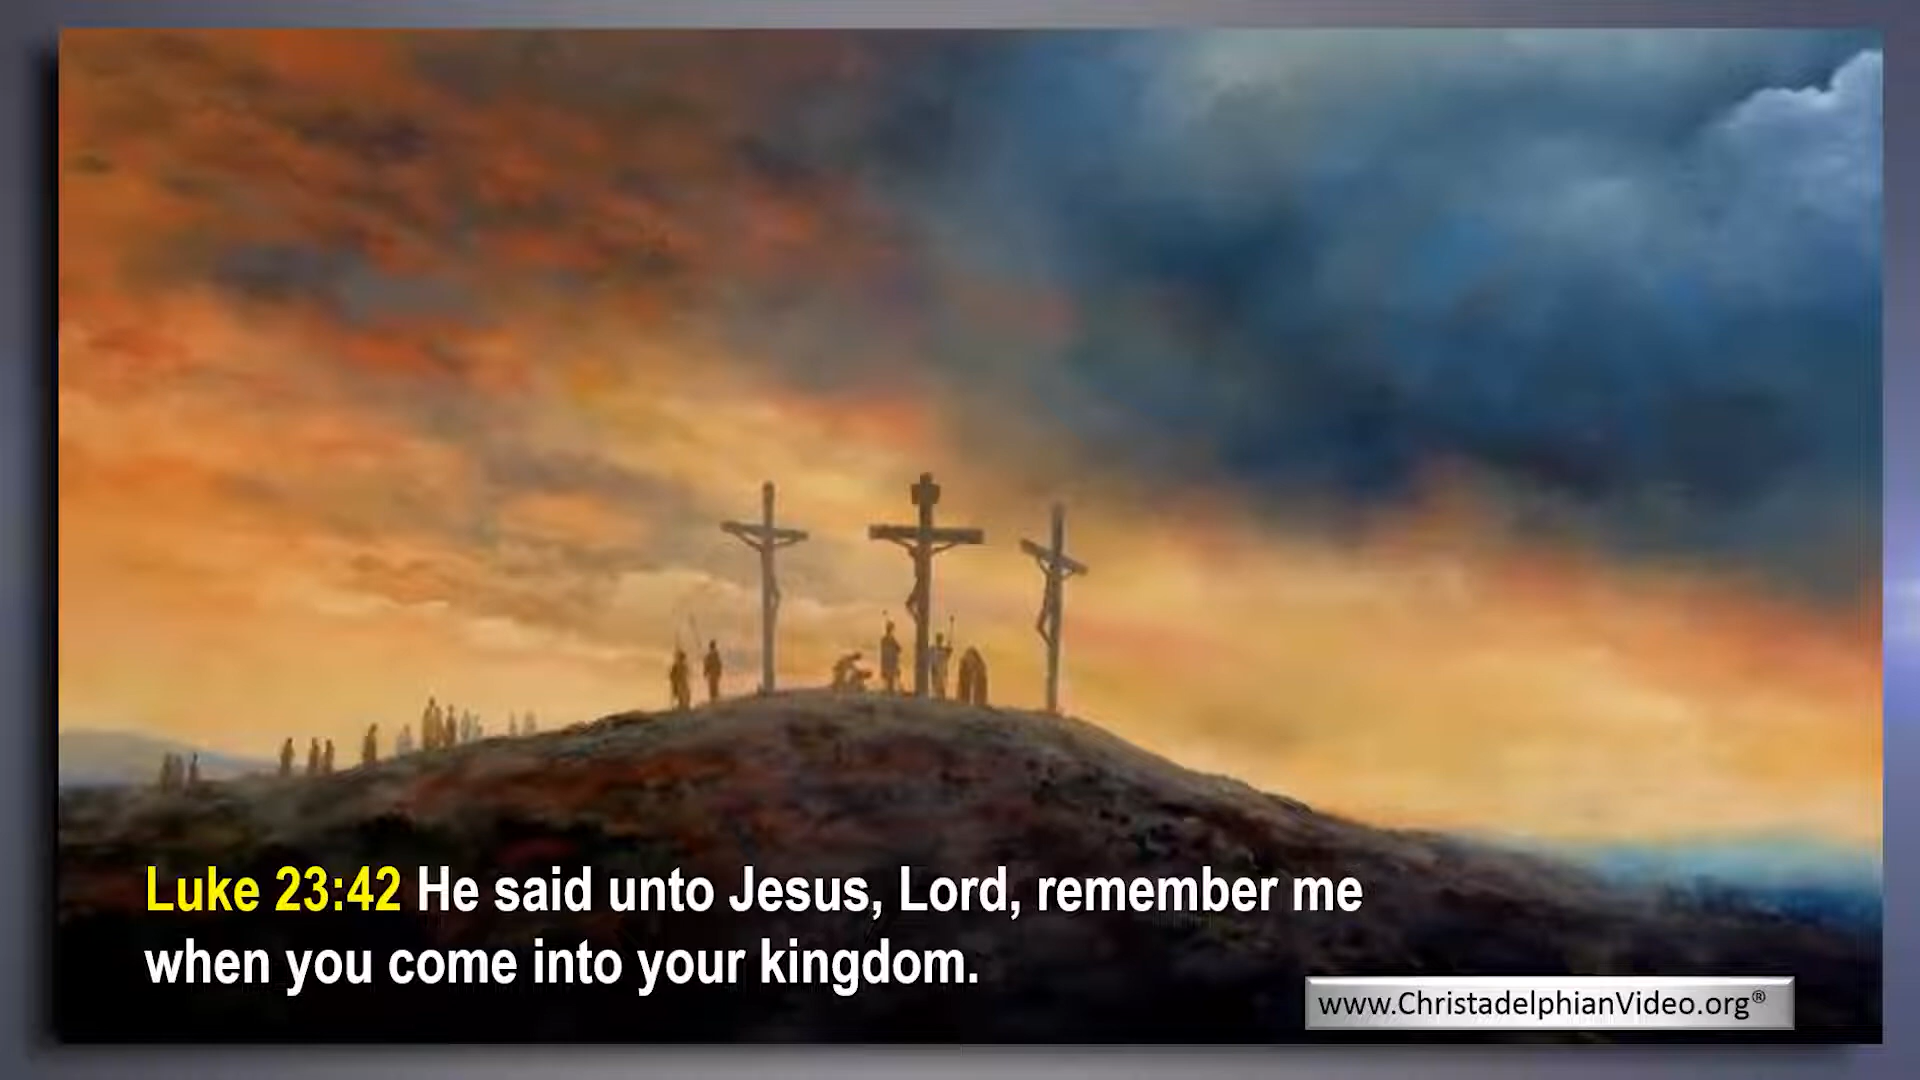 Luke 23:42 He said unto Jesus, Lord, remember me
when you come into your kingdom.
www.ChristadelphianVideo.org®